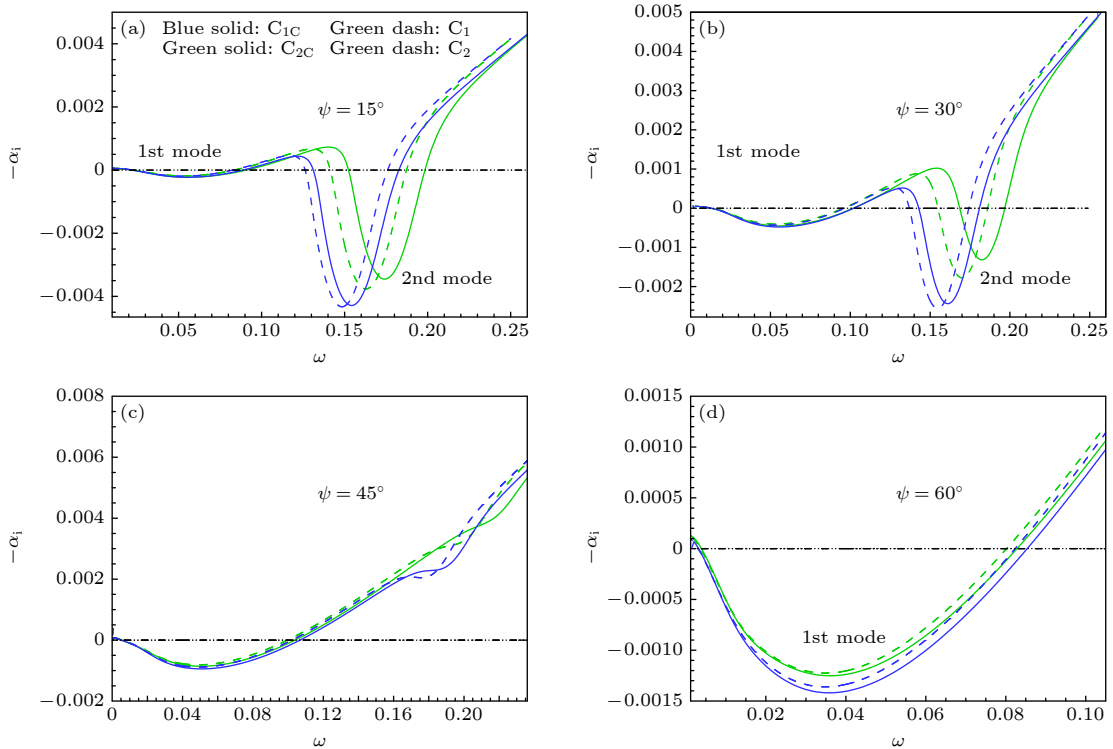 (a) Blue solid: C1C Green dash: C1
Green solid: C2C Green dash: C2
ψ = 15°
1st mode
2nd mode
0.004
0.002
0
−0.002
−0.004
−αi
0.05 0.10 0.15 0.20 0.25
ω
(b)
ψ = 30°
1st mode
2nd mode
0.005
0.004
0.003
0.002
0.001
0
−0.001
−0.002
−αi
0 0.05 0.10 0.15 0.20 0.25
ω
(c)
ψ = 45°
0.008
0.006
0.004
0.002
0
−0.002
−αi
0 0.04 0.08 0.12 0.16 0.20
ω
(d)
ψ = 60°
1st mode
0.0015
0.0010
0.0005
0
−0.0005
−0.0010
−0.0015
−αi
0.02 0.04 0.06 0.08 0.10
ω